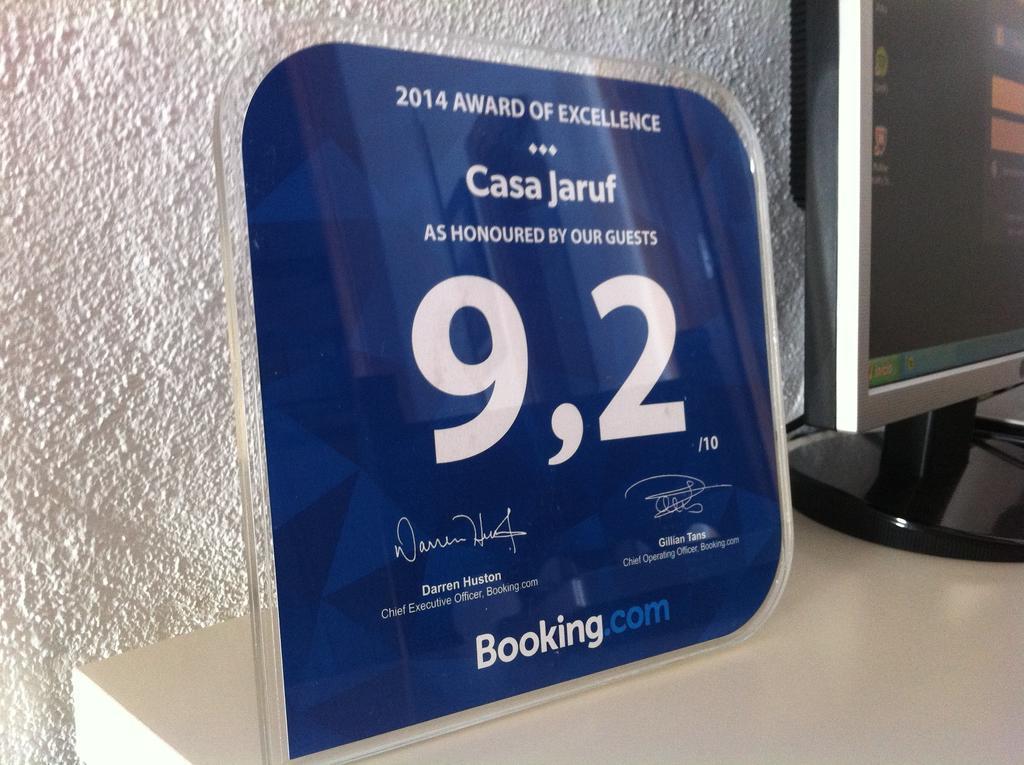 2014 AWARD OF EXCELLENCE
Casa Jaruf
AS HONOURED BY OUR GUESTS
9,2
/10
Darren Huston
Chief Executive Officer, Booking.com
Gillian Tans
Chief Operating Officer, Booking.com
Booking.com
inicio